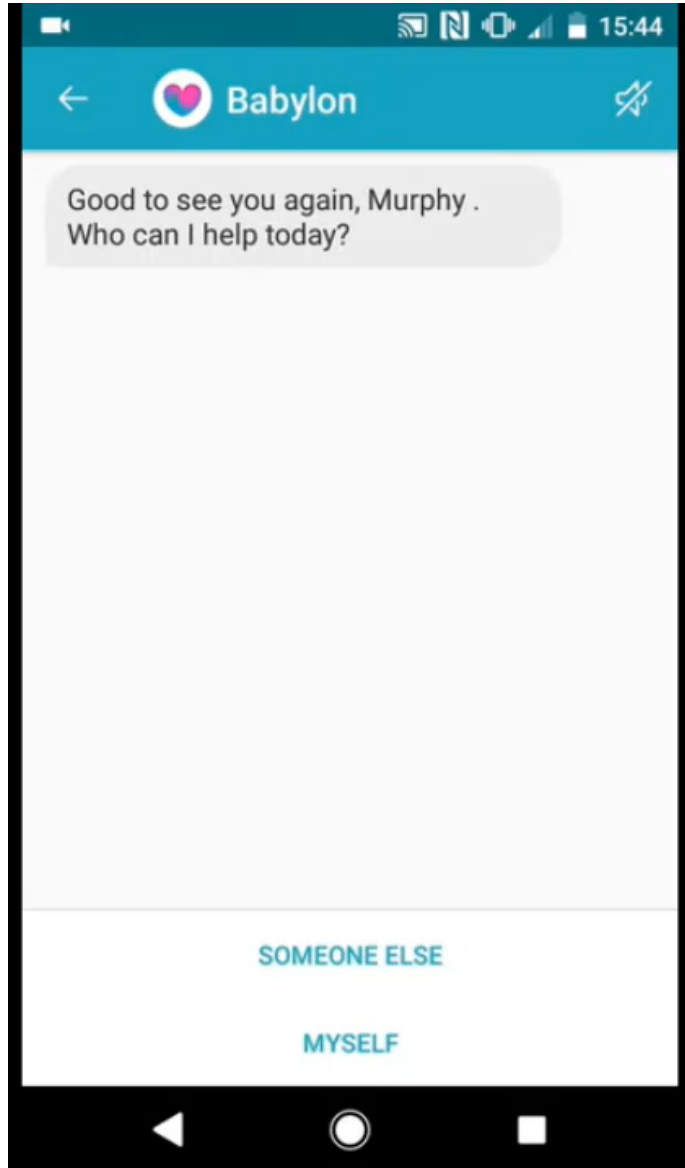 15:44
Babylon
Good to see you again, Murphy .
Who can I help today?
SOMEONE ELSE
MYSELF